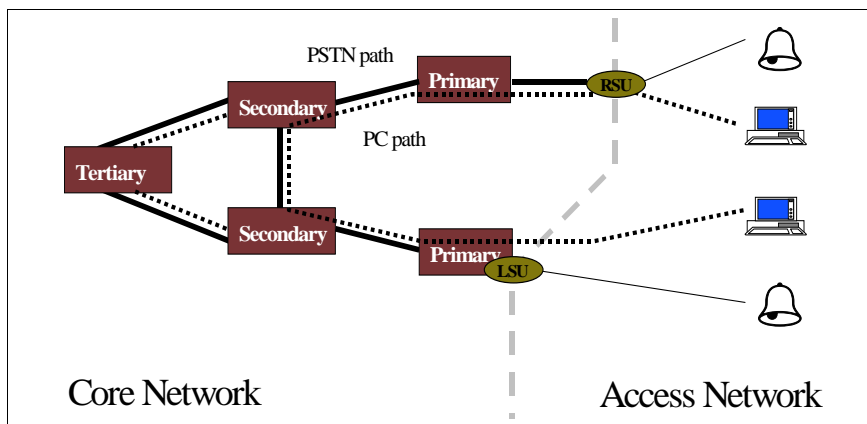 PSTN path
Primary
RSU
Secondary
PC path
Tertiary
Secondary
Primary
LSU
Core Network
Access Network